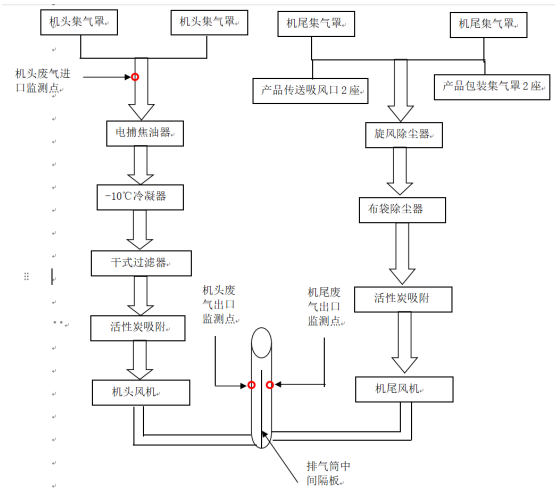 机头集气罩
机头集气罩
机尾集气罩
机尾集气罩
机头废气进
口监测点
产品传送吸风口2座
产品包装集气罩2座
电捕焦油器
旋风除尘器
-10℃冷凝器
布袋除尘器
干式过滤器
机头废
气出口
监测点
机尾废
气出口
监测点
活性炭吸附
活性炭吸附
机头风机
机尾风机
排气筒中
间隔板